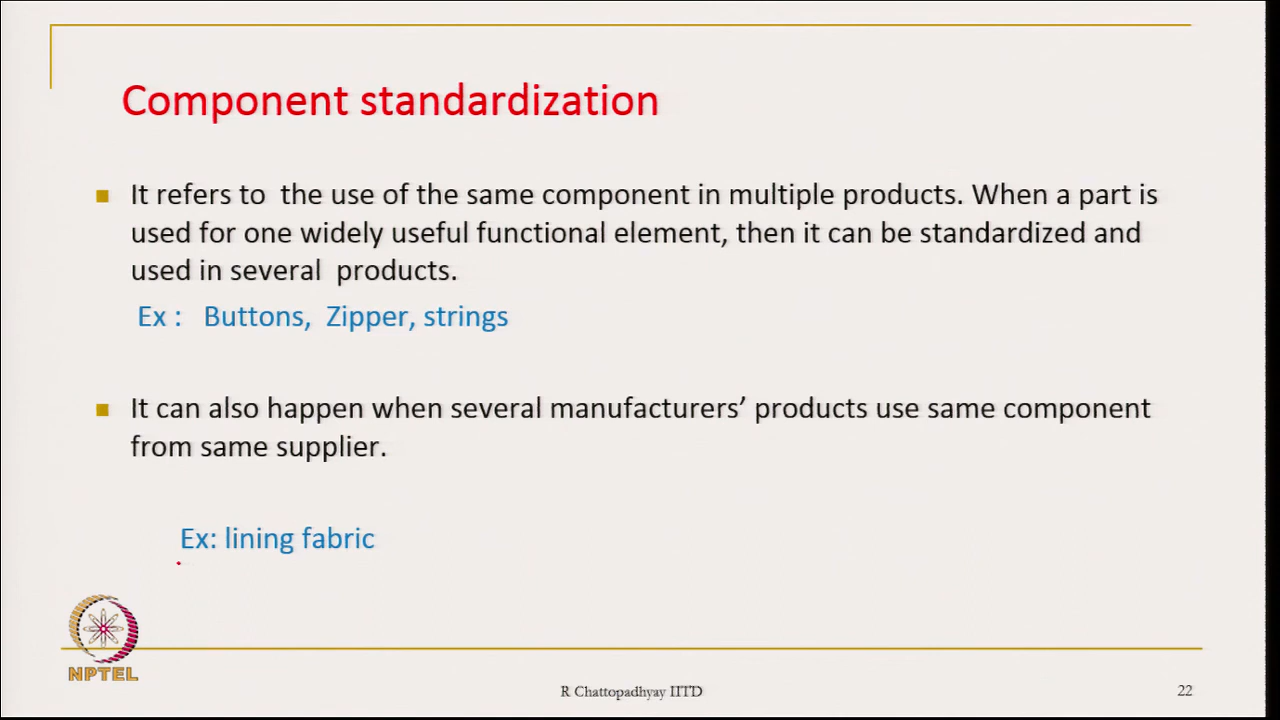 Component standardization
It refers to the use of the same component in multiple products. When a part is
used for one widely useful functional element, then it can be standardized and
used in several products.
Ex : Buttons, Zipper, strings
It can also happen when several manufacturers’ products use same component
from same supplier.
Ex: lining fabric
NPTEL
R Chattopadhyay IITD
22